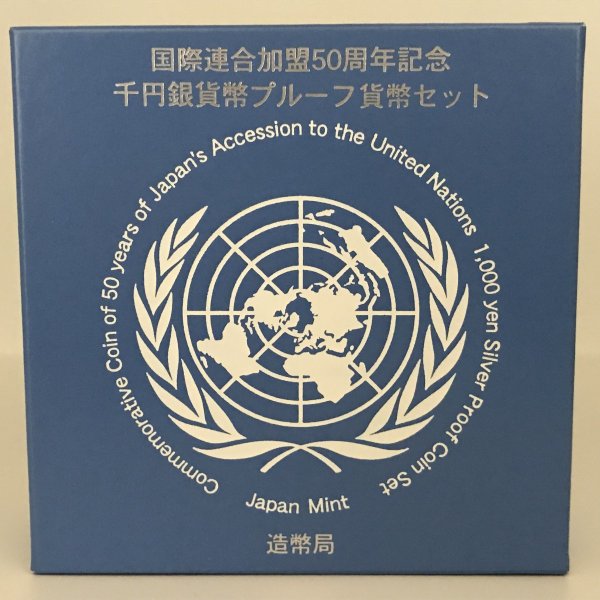 国際連合加盟50周年記念
千円銀貨幣プルーフ貨幣セット
Commemorative Coin of 50 years of Japan's Accession to the United Nations 1,000 yen Silver Proof Coin Set
Japan Mint
造幣局